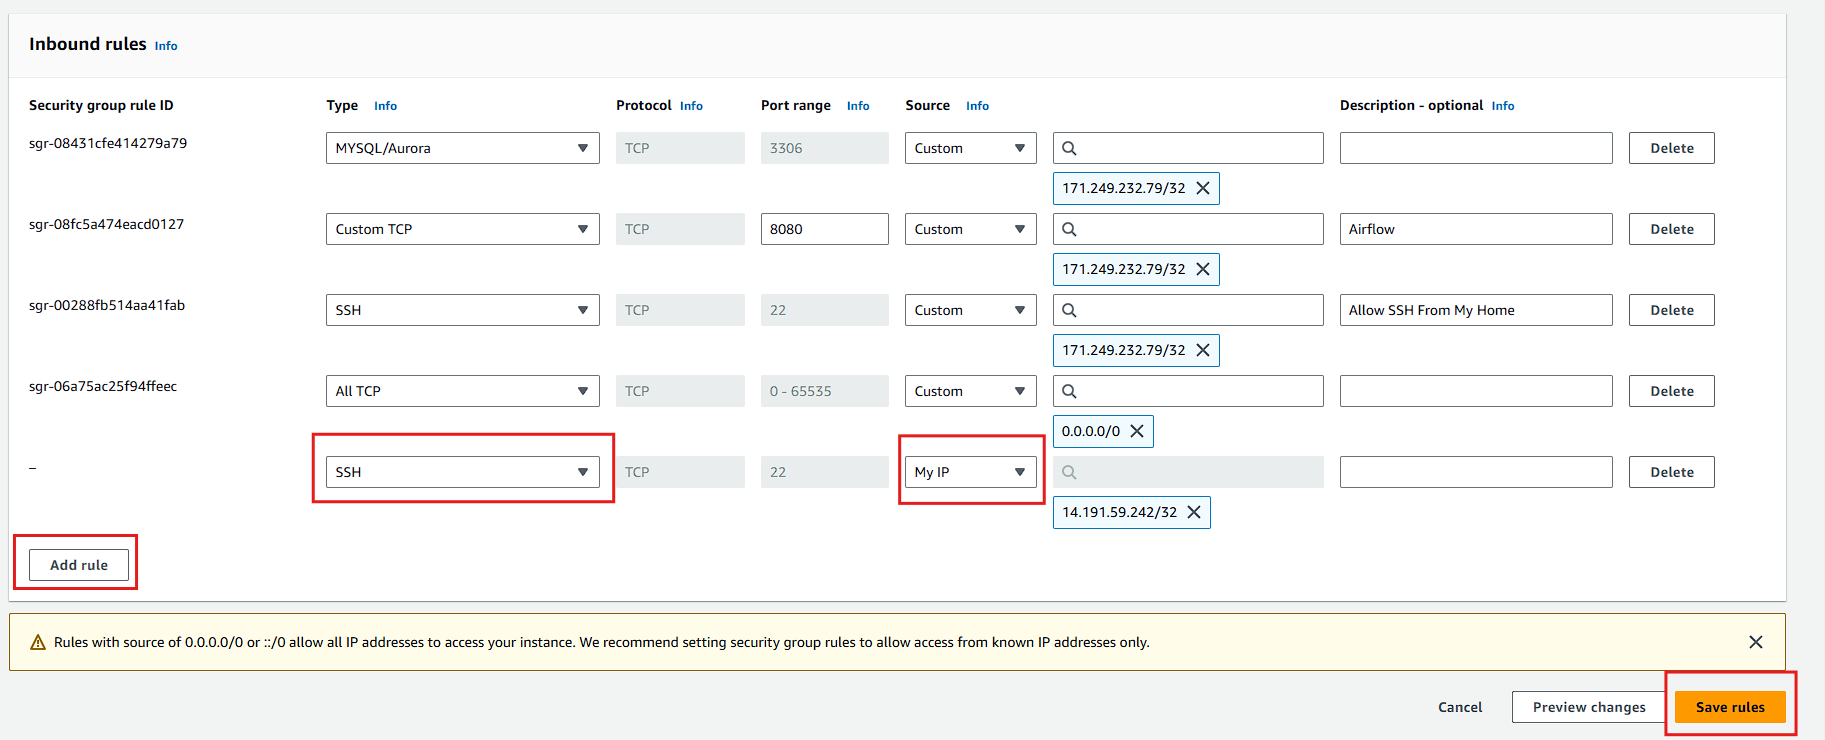 Inbound rules Info
Security group rule ID Type Info Protocol Info Port range Info Source Info Description - optional Info
sgr-08431cfe414279a79 MYSQL/Aurora TCP 3306 Custom Delete
171.249.232.79/32
sgr-08fc5a474eacd0127 Custom TCP TCP 8080 Custom Airflow Delete
171.249.232.79/32
sgr-00288fb514aa41fab SSH TCP 22 Custom Allow SSH From My Home Delete
171.249.232.79/32
sgr-06a75ac25f94ffeec All TCP TCP 0 - 65535 Custom Delete
0.0.0.0/0
– SSH TCP 22 My IP Delete
14.191.59.242/32
Add rule
Rules with source of 0.0.0.0/0 or ::/0 allow all IP addresses to access your instance. We recommend setting security group rules to allow access from known IP addresses only.
Cancel Preview changes Save rules